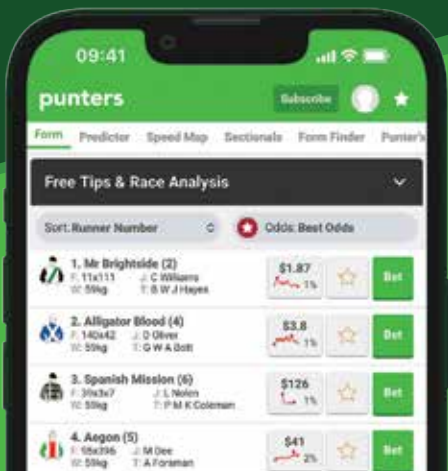 09:41
punters
Subscribe
Form Predictor Speed Map Sectionals Form Finder Punter's
Free Tips & Race Analysis
Sort: Runner Number Odds: Best Odds
1. Mr Brightside (2) $1.87 Bet
F: 11x111 J: C Williams 1%
W: 59kg T: B W J Hayes
2. Alligator Blood (4) $3.8 Bet
F: 140x42 J: D Oliver 1%
W: 59kg T: G W A Bott
3. Spanish Mission (6) $126 Bet
J: L Nolen 1%
W: 59kg T: P M K Coleman
4. Aegon (5) $41 Bet
F: 98x396 J: M Dee 2%
W: 59kg T: A Forsman